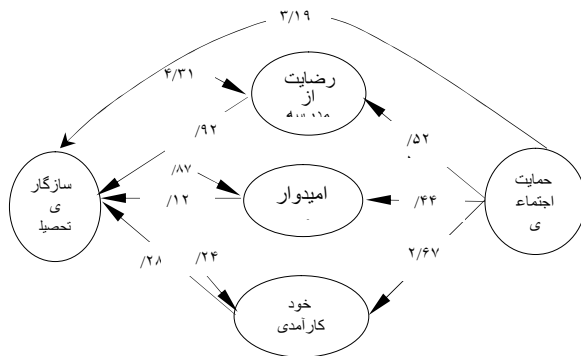 ۳/۱۹
۴/۳۱
رضایت
از
/۹۲
/۵۲
سازگار
ی
تحصیل
/۸۷
/۱۲
امیدوار
/۴۴
حمایت
اجتماع
ی
/۲۸
/۲۴
۲/۶۷
خود
کارآمدی